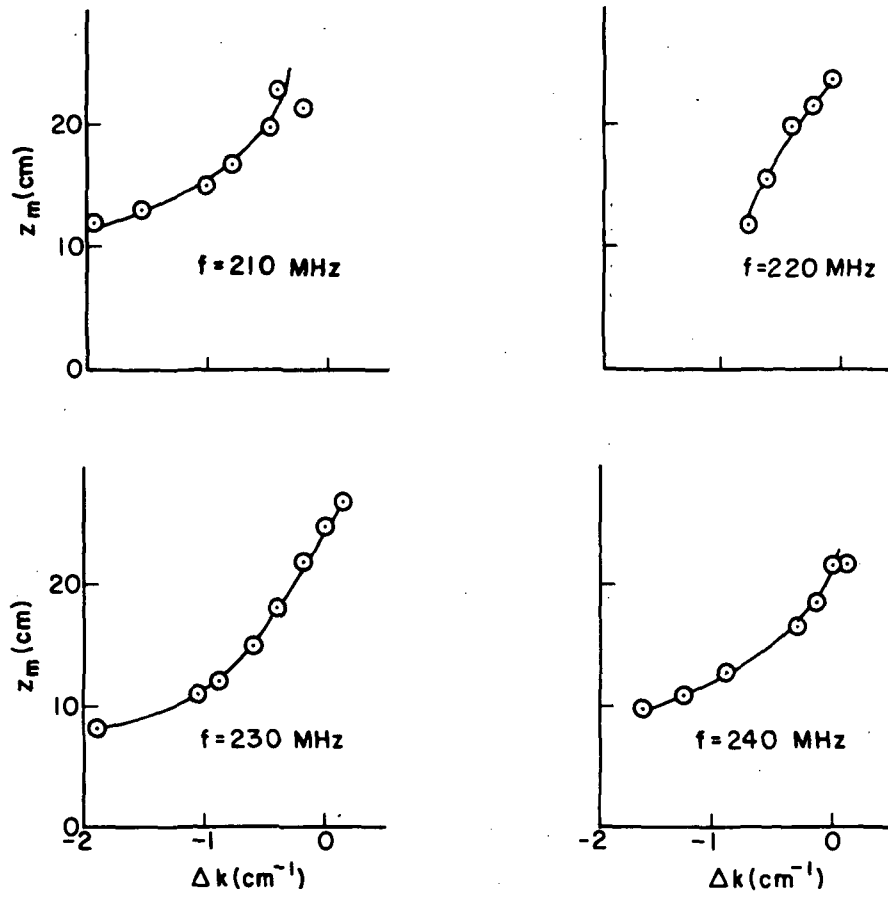 20
10
0
z_m (cm)
f=210 MHz
f=220 MHz
20
10
0
z_m (cm)
f=230 MHz
f=240 MHz
-2 -1 0
-2 -1 0
Δk (cm⁻¹)
Δk (cm⁻¹)